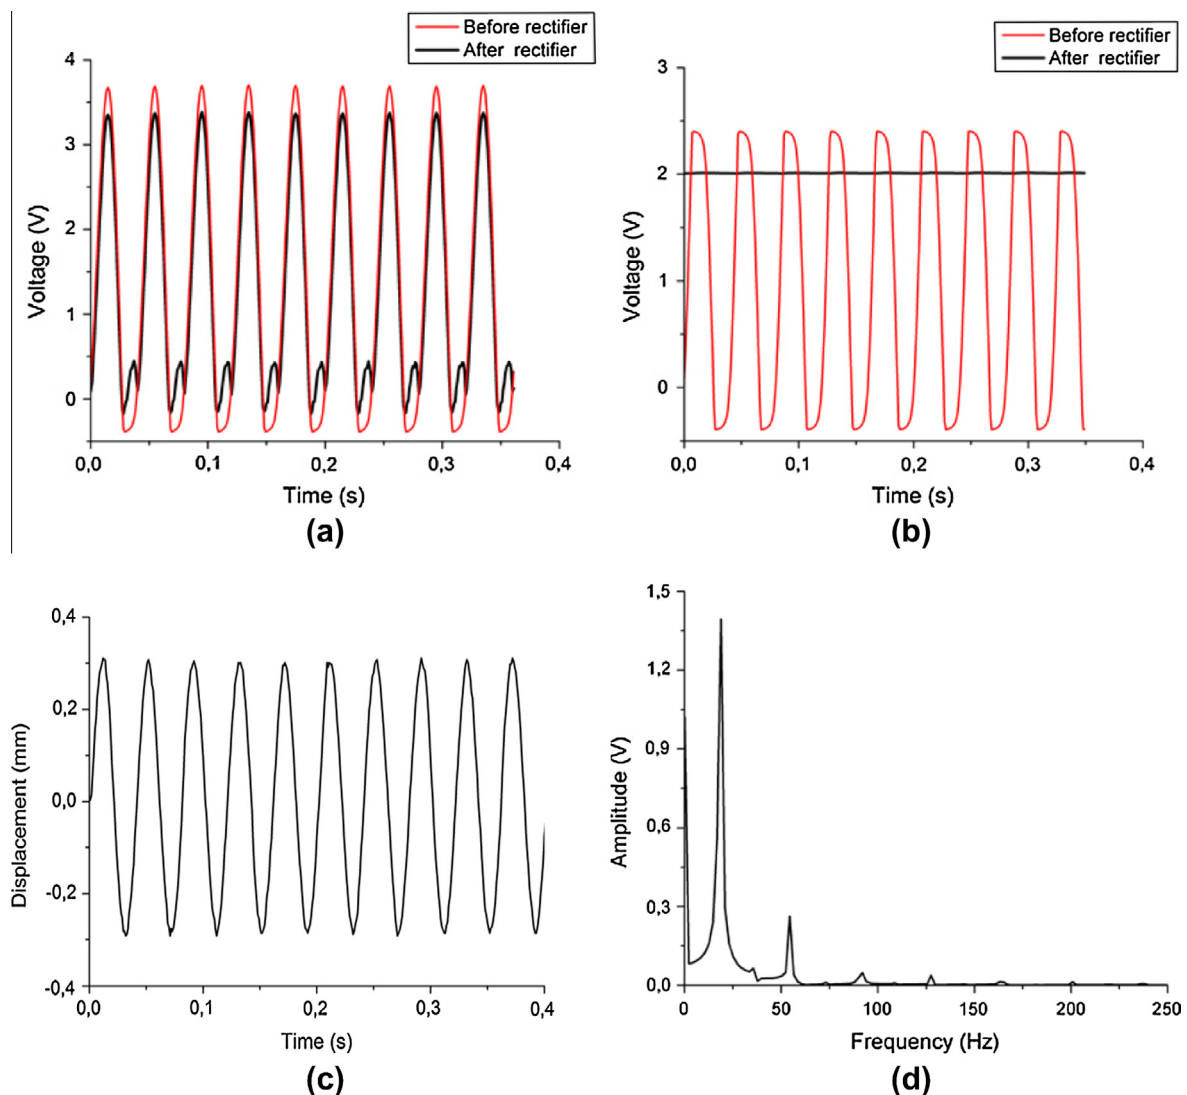 Before rectifier
After rectifier
4
3
2
1
0
Voltage (V)
0,0
0,1
0,2
0,3
0,4
Time (s)
(a)
Before rectifier
After rectifier
3
2
1
0
Voltage (V)
0,0
0,1
0,2
0,3
0,4
Time (s)
(b)
0,4
0,2
0,0
-0,2
-0,4
Displacement (mm)
0,0
0,1
0,2
0,3
0,4
Time (s)
(c)
1,5
1,2
0,9
0,6
0,3
0,0
Amplitude (V)
0
50
100
150
200
250
Frequency (Hz)
(d)